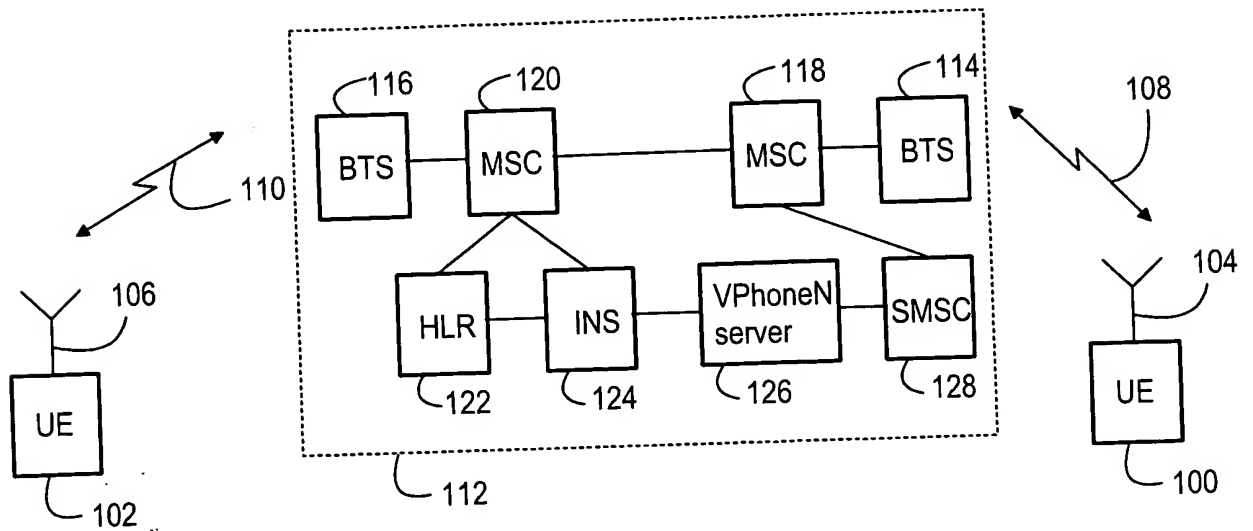 116
120
118
114
108
BTS
MSC
MSC
BTS
110
106
104
HLR
INS
VPhoneN
server
SMSC
122
124
126
128
UE
UE
102
112
100